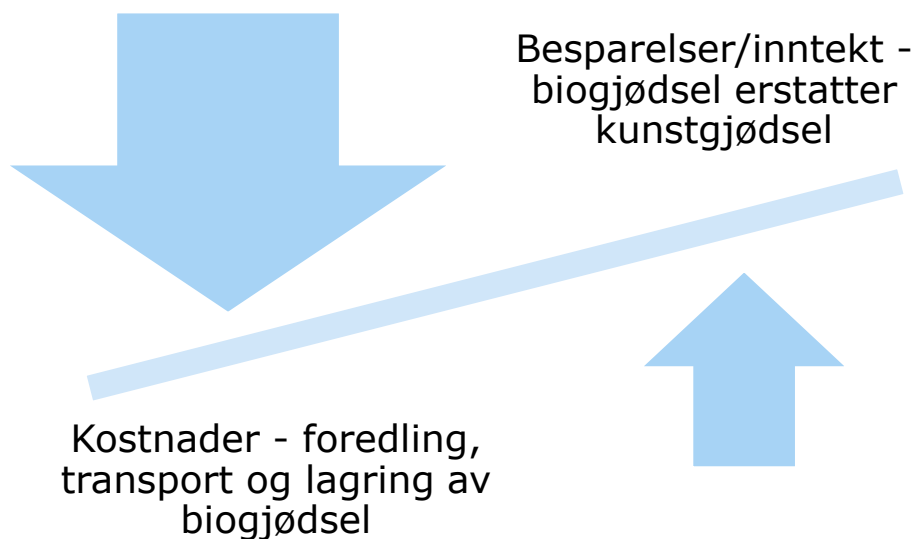 Besparelser/inntekt -
biogjødsel erstatter
kunstgjødsel
Kostnader - foredling,
transport og lagring av
biogjødsel